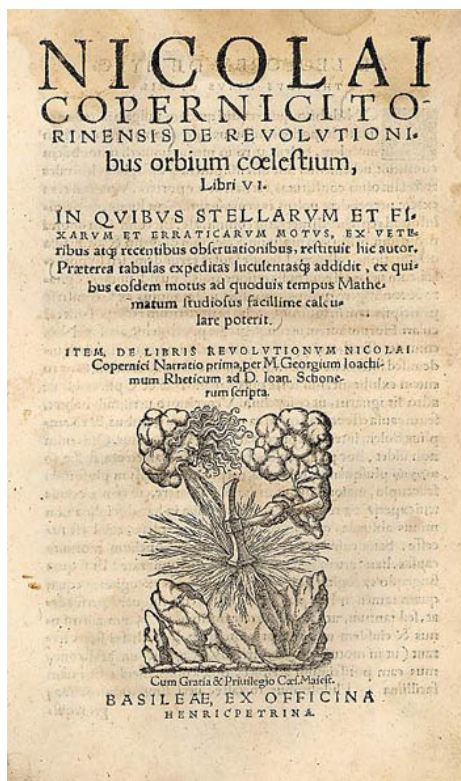 NICOLAI
COPERNICI TO-
RINENSIS DE REVOLVTIONI-
bus orbium cœlestium,
Libri VI.
IN QVIBVS STELLARVM ET FI-
XARVM ET ERRATICARVM MOTVS, EX VETE-
ribus atqȝ recentibus obseruationibus, restituit hic autor.
(Præterea tabulas expeditas luculentasqȝ addidit, ex qui-
bus eosdem motus ad quoduis tempus Mathe-
matum studiosus facillime calcu-
lare poterit.)
ITEM, DE LIBRIS REVOLVTIONVM NICOLAI
Copernici Narratio prima, per M. Georgium Ioachi-
mum Rheticum ad D. Ioan. Schone-
rum scripta.
Cum Gratia & Priuilegio Cæs. Maiest.
BASILEAE, EX OFFICINA
HENRICPETRINA.